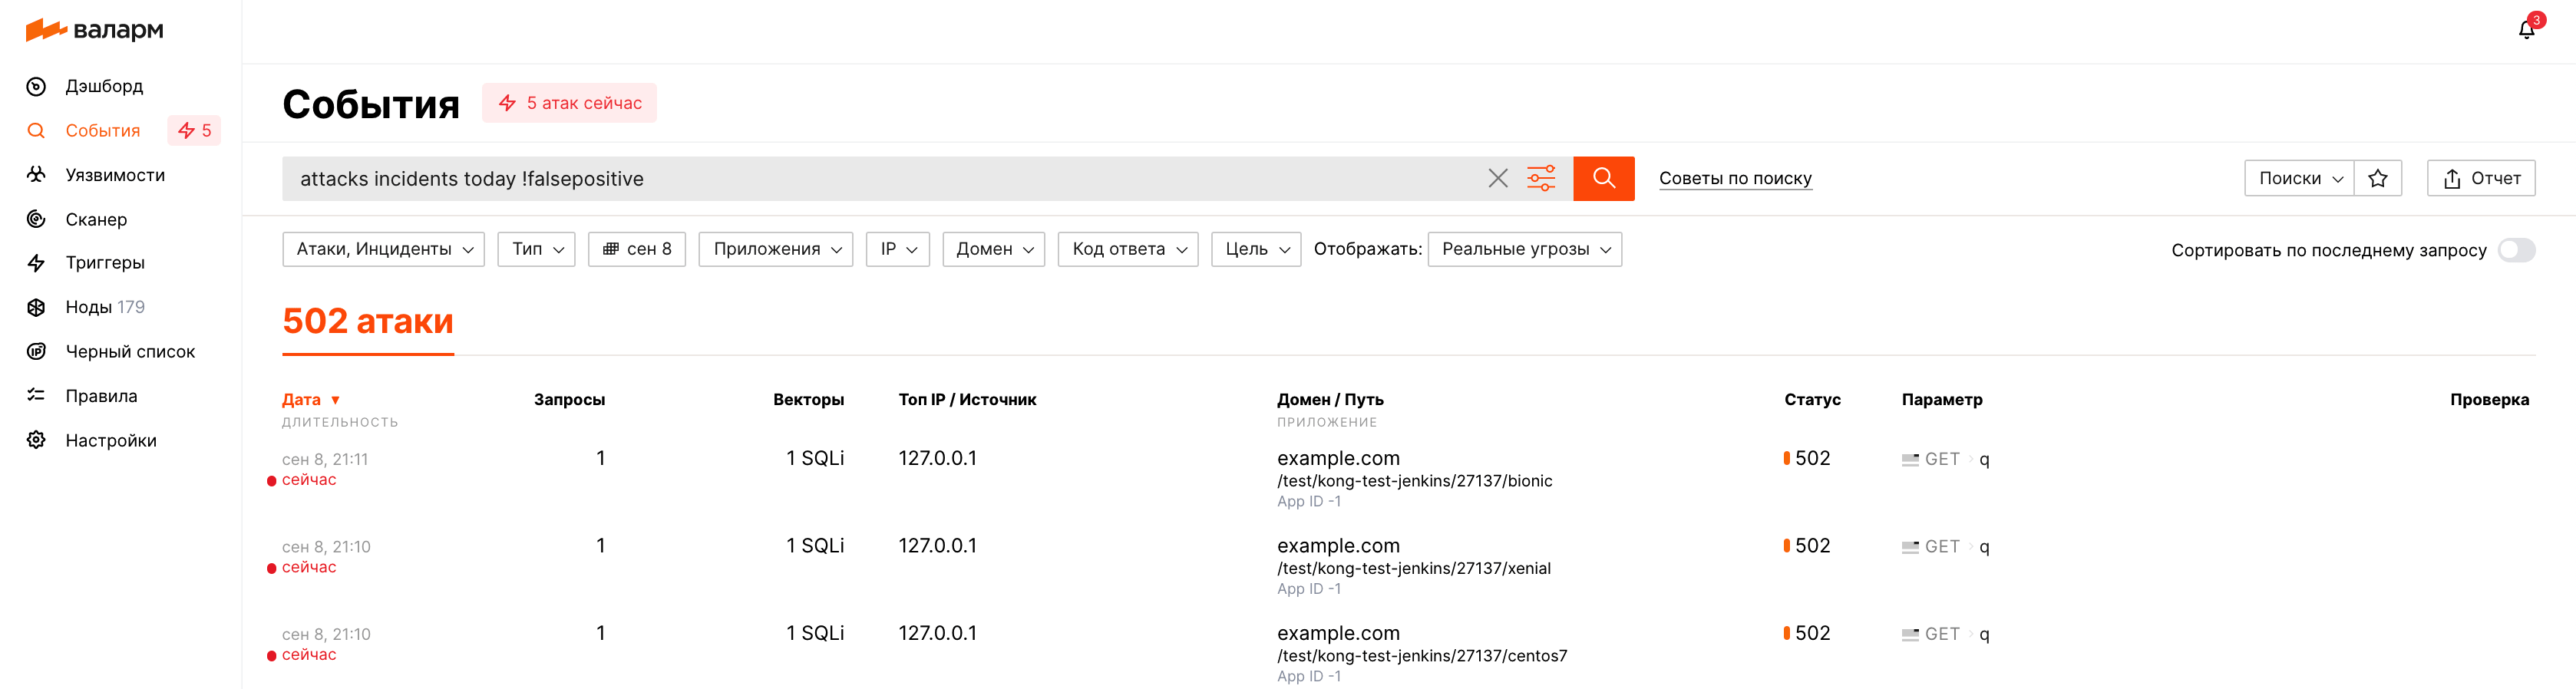 валарм
3
Дэшборд
События 5
Уязвимости
Сканер
Триггеры
Ноды 179
Черный список
Правила
Настройки
События 5 атак сейчас
attacks incidents today !falsepositive
Советы по поиску
Поиски
Отчет
Атаки, Инциденты Тип сен 8 Приложения IP Домен Код ответа Цель Отображать: Реальные угрозы
Сортировать по последнему запросу
502 атаки
Дата ▼ Запросы Векторы Топ IP / Источник Домен / Путь Статус Параметр Проверка
ДЛИТЕЛЬНОСТЬ ПРИЛОЖЕНИЕ
сен 8, 21:11 1 1 SQLi 127.0.0.1 example.com 502 GET › q
сейчас /test/kong-test-jenkins/27137/bionic
App ID -1
сен 8, 21:10 1 1 SQLi 127.0.0.1 example.com 502 GET › q
сейчас /test/kong-test-jenkins/27137/xenial
App ID -1
сен 8, 21:10 1 1 SQLi 127.0.0.1 example.com 502 GET › q
сейчас /test/kong-test-jenkins/27137/centos7
App ID -1